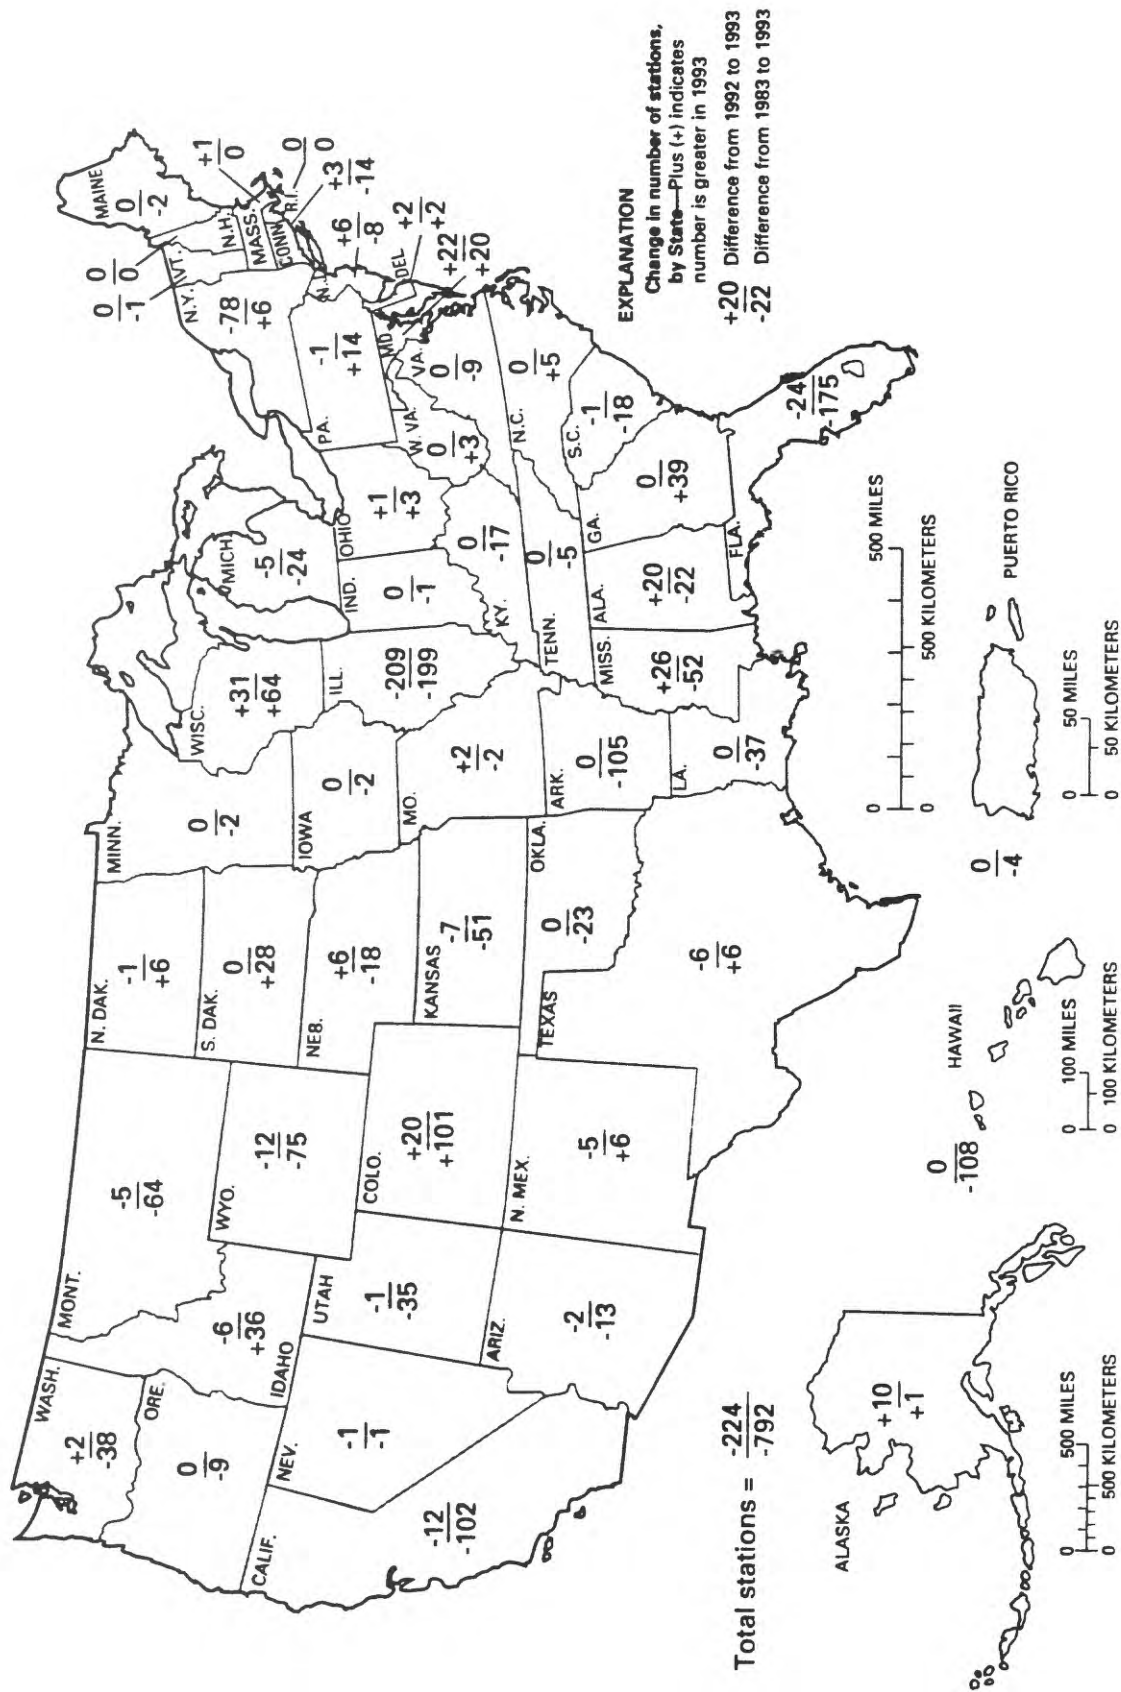 WASH.
+2
-38
ORE.
0
-9
CALIF.
-12
-102
NEV.
-1
-1
IDAHO
-6
+36
MONT.
-5
-64
WYO.
-12
-75
UTAH
-1
-35
ARIZ.
-2
-13
COLO.
+20
+101
N. MEX.
-5
+6
N. DAK.
-1
+6
S. DAK.
0
+28
NEB.
+6
-18
KANSAS
-7
-51
OKLA.
0
-23
TEXAS
-6
+6
MINN.
0
-2
IOWA
0
-2
MO.
+2
-2
ARK.
0
-105
LA.
0
-37
WISC.
+31
+64
ILL.
-209
-199
MICH.
-5
-24
IND.
0
-1
OHIO
+1
+3
KY.
0
-17
TENN.
0
-5
MISS.
+26
-52
ALA.
+20
-22
GA.
0
+39
FLA.
-24
-175
S.C.
-1
-18
N.C.
0
+5
VA.
0
-9
W. VA.
0
+3
PA.
-1
+14
N.Y.
-78
+6
VT.
0
-1
N.H.
0
0
MAINE
0
-2
MASS.
+1
0
R.I.
0
0
CONN.
+3
-14
N.J.
+6
-8
DEL
+2
+2
MD
+22
+20
EXPLANATION
Change in number of stations,
by State—Plus (+) indicates
number is greater in 1993
+20 Difference from 1992 to 1993
-22 Difference from 1983 to 1993
Total stations = -224
-792
ALASKA
+10
+1
0 500 MILES
0 500 KILOMETERS
HAWAII
0
-108
0 100 MILES
0 100 KILOMETERS
PUERTO RICO
0
-4
0 50 MILES
0 50 KILOMETERS
0 500 MILES
0 500 KILOMETERS